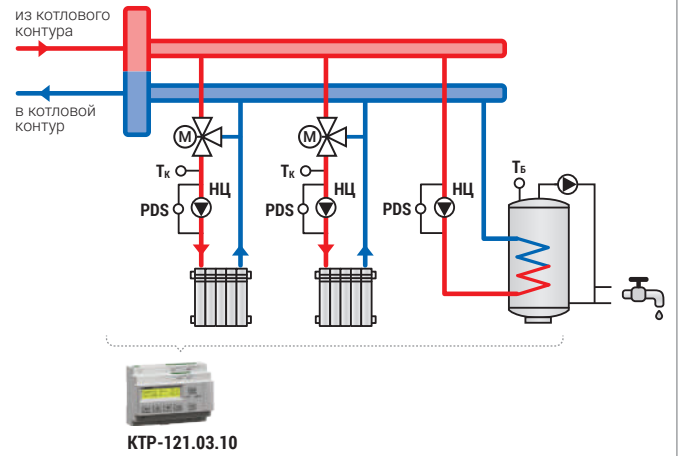 из котлового
контура
в котловой
контур
M
M
Тк
Тк
Тб
НЦ
НЦ
НЦ
PDS
PDS
PDS
КТР-121.03.10